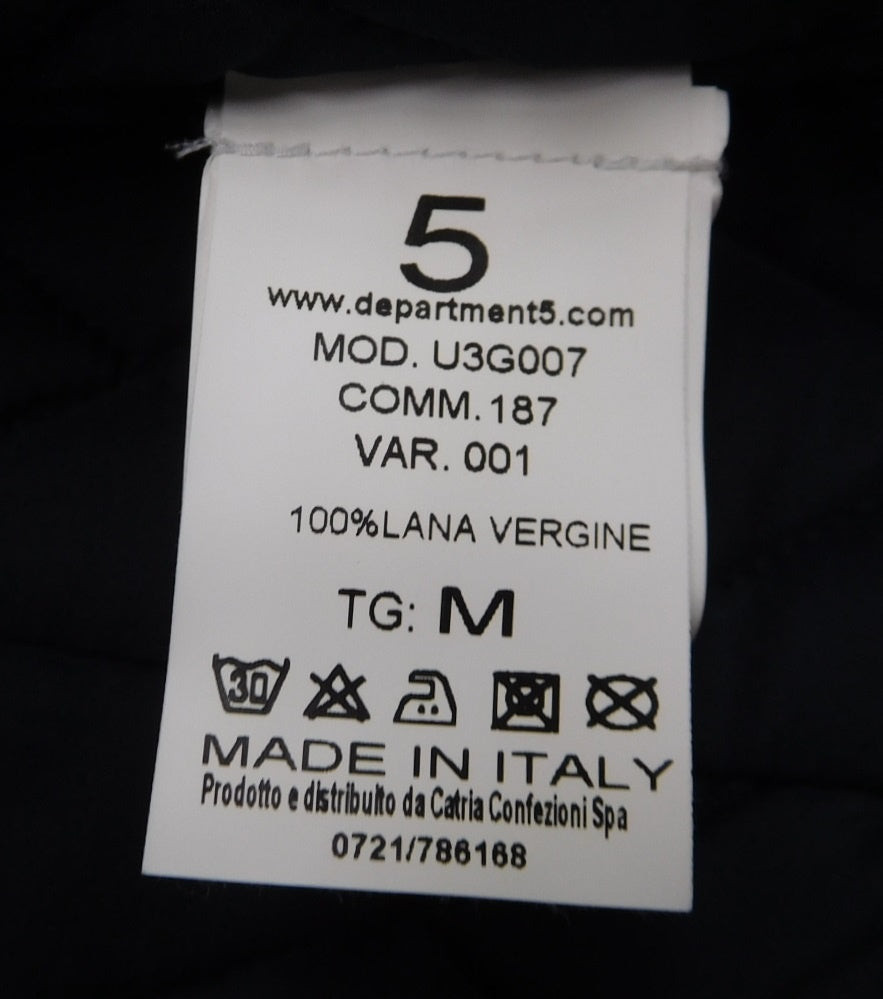 5
www.department5.com
MOD. U3G007
COMM. 187
VAR. 001
100%LANA VERGINE
TG: M
30
MADE IN ITALY
Prodotto e distribuito da Catria Confezioni Spa
0721/786168